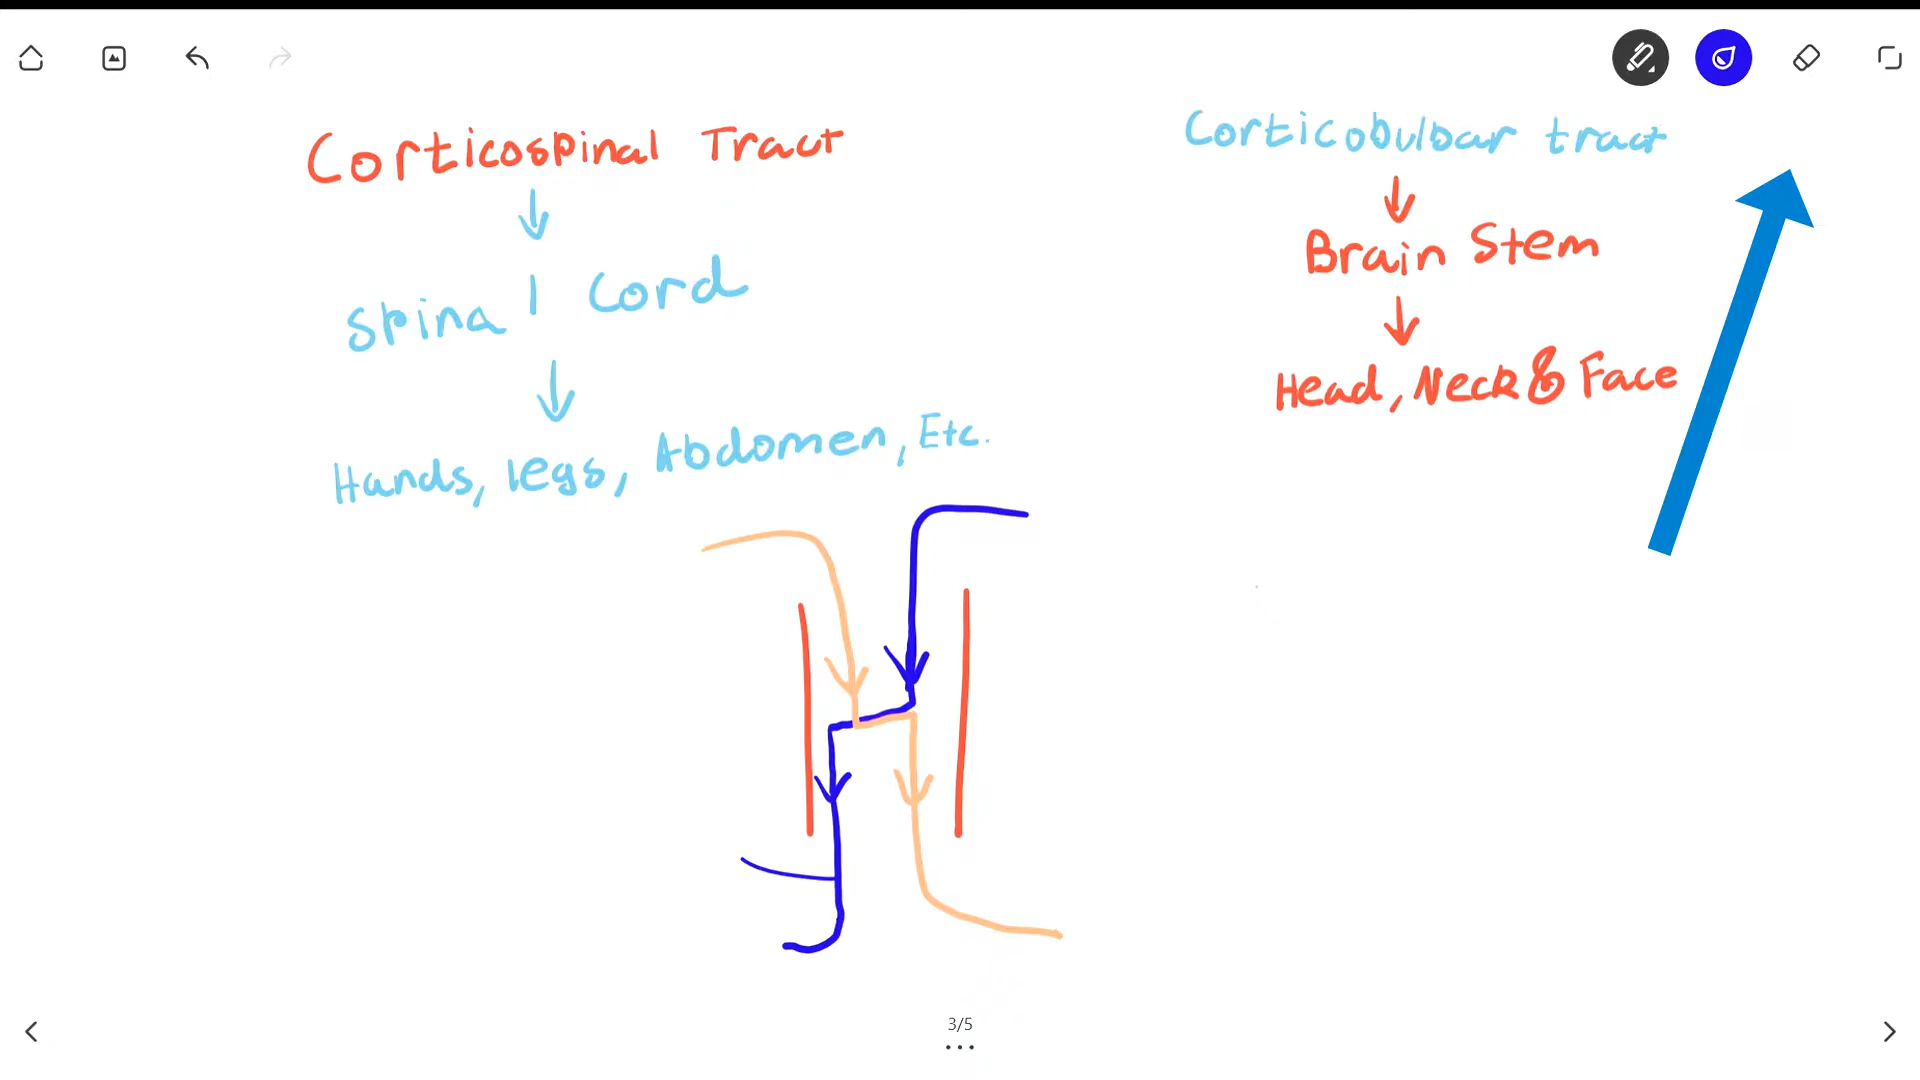 Corticospinal Tract
Spinal Cord
Hands, legs, Abdomen, Etc.
Corticobulbar tract
Brain Stem
Head, Neck & Face
3/5